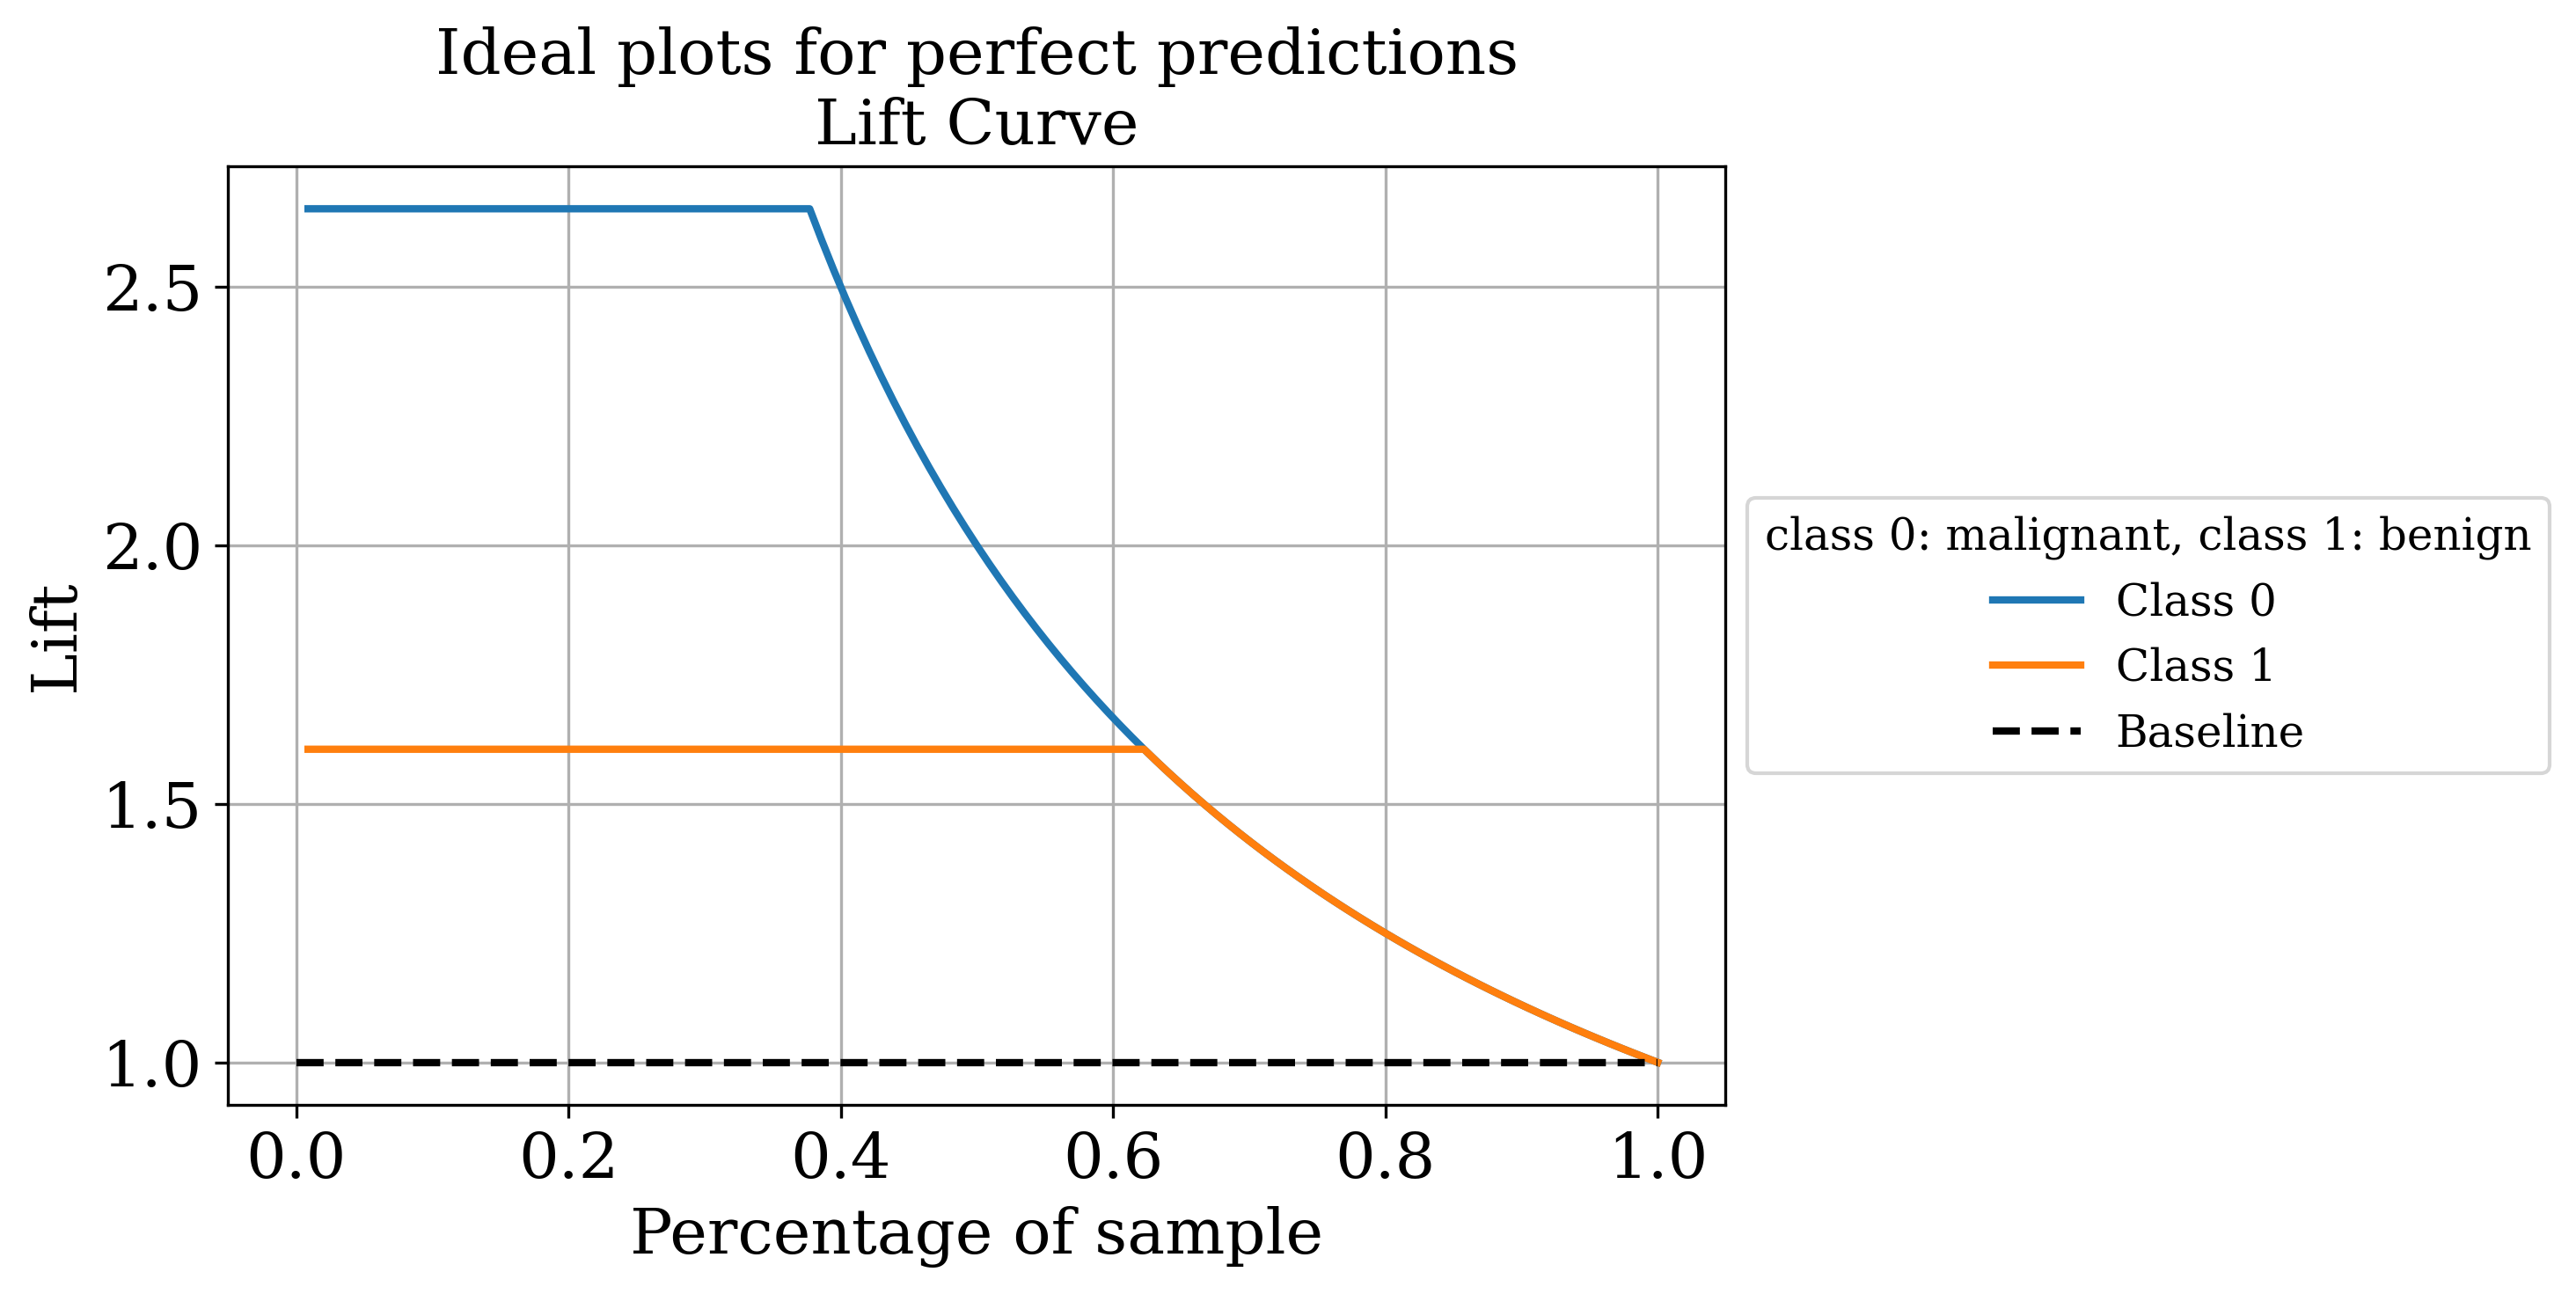 Ideal plots for perfect predictions
Lift Curve
2.5
2.0
1.5
1.0
Lift
0.0 0.2 0.4 0.6 0.8 1.0
Percentage of sample
class 0: malignant, class 1: benign
Class 0
Class 1
Baseline